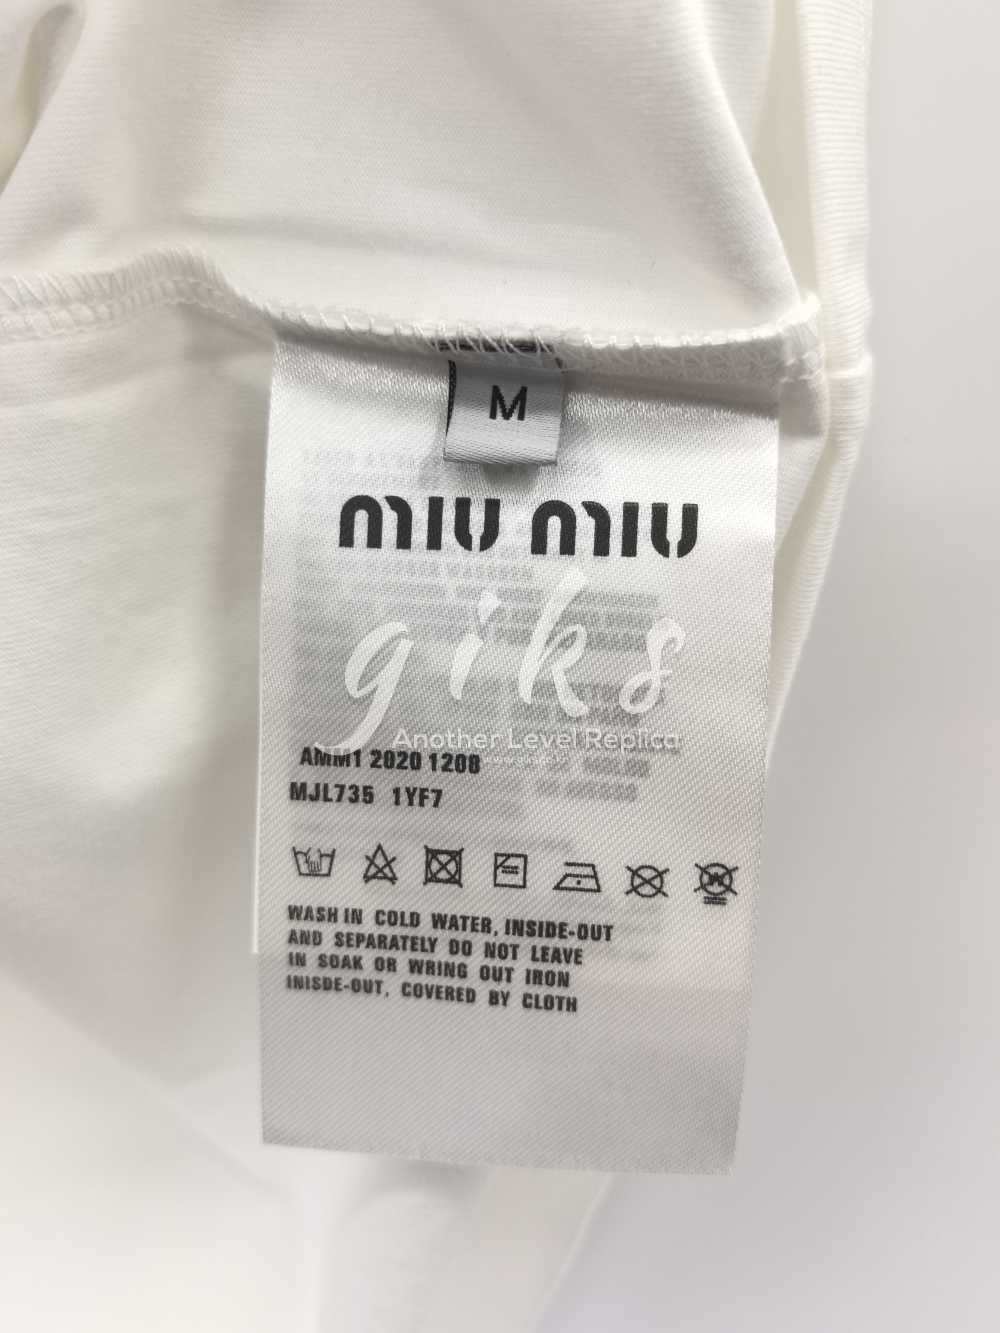 M
MIU MIU
giks
Another Level Replica
AMM1 2020 1208
MJL735 1YF7
WASH IN COLD WATER, INSIDE-OUT
AND SEPARATELY DO NOT LEAVE
IN SOAK OR WRING OUT IRON
INISDE-OUT, COVERED BY CLOTH